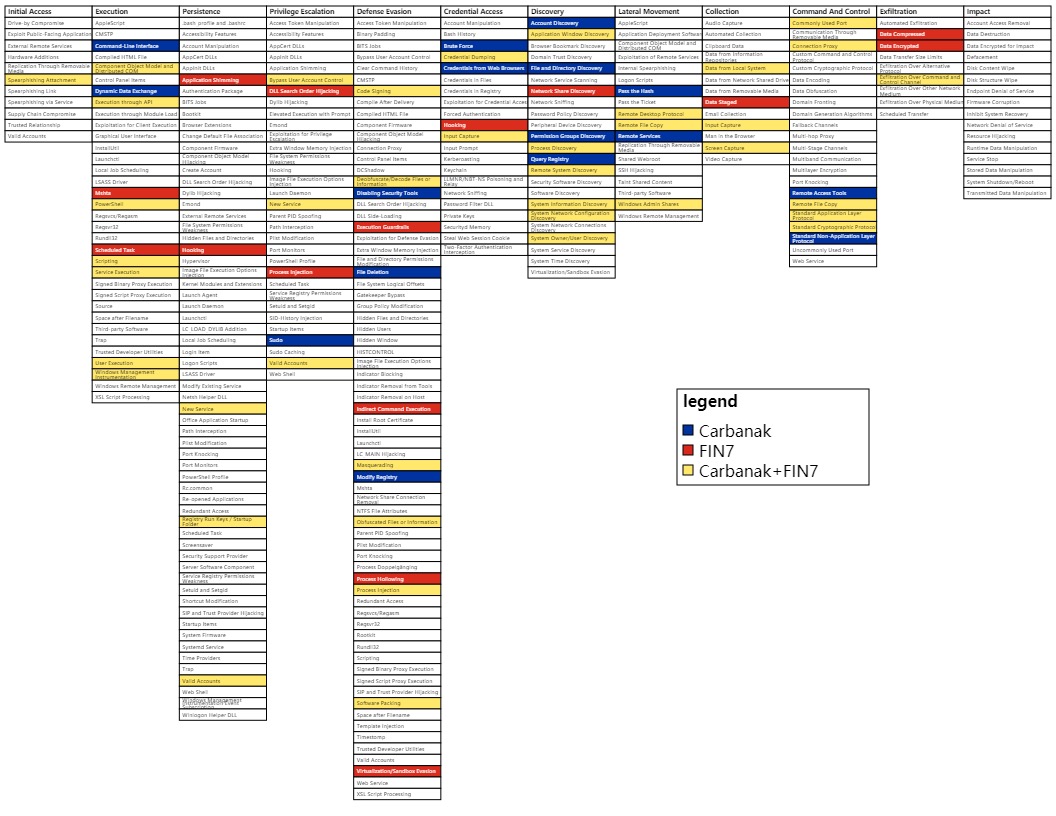 Initial Access
Drive-by Compromise
Exploit Public-Facing Application
External Remote Services
Hardware Additions
Replication Through Removable
Media
Spearphishing Attachment
Spearphishing Link
Spearphishing via Service
Supply Chain Compromise
Trusted Relationship
Valid Accounts
Execution
AppleScript
CMSTP
Command-Line Interface
Compiled HTML File
Component Object Model and
Distributed COM
Control Panel Items
Dynamic Data Exchange
Execution through API
Execution through Module Load
Exploitation for Client Execution
Graphical User Interface
InstallUtil
Launchctl
Local Job Scheduling
LSASS Driver
Mshta
PowerShell
Regsvcs/Regasm
Regsvr32
Rundll32
Scheduled Task
Scripting
Service Execution
Signed Binary Proxy Execution
Signed Script Proxy Execution
Source
Space after Filename
Third-party Software
Trap
Trusted Developer Utilities
User Execution
Windows Management
Instrumentation
Windows Remote Management
XSL Script Processing
Persistence
.bash_profile and .bashrc
Accessibility Features
Account Manipulation
AppCert DLLs
AppInit DLLs
Application Shimming
Authentication Package
BITS Jobs
Bootkit
Browser Extensions
Change Default File Association
Component Firmware
Component Object Model
Hijacking
Create Account
DLL Search Order Hijacking
Dylib Hijacking
Emond
External Remote Services
File System Permissions
Weakness
Hidden Files and Directories
Hooking
Hypervisor
Image File Execution Options
Injection
Kernel Modules and Extensions
Launch Agent
Launch Daemon
Launchctl
LC_LOAD_DYLIB Addition
Local Job Scheduling
Login Item
Logon Scripts
LSASS Driver
Modify Existing Service
Netsh Helper DLL
New Service
Office Application Startup
Path Interception
Plist Modification
Port Knocking
Port Monitors
PowerShell Profile
Rc.common
Re-opened Applications
Redundant Access
Registry Run Keys / Startup
Folder
Scheduled Task
Screensaver
Security Support Provider
Server Software Component
Service Registry Permissions
Weakness
Setuid and Setgid
Shortcut Modification
SIP and Trust Provider Hijacking
Startup Items
System Firmware
Systemd Service
Time Providers
Trap
Valid Accounts
Web Shell
Windows Management
Instrumentation Event
Subscription
Winlogon Helper DLL
Privilege Escalation
Access Token Manipulation
Accessibility Features
AppCert DLLs
AppInit DLLs
Application Shimming
Bypass User Account Control
DLL Search Order Hijacking
Dylib Hijacking
Elevated Execution with Prompt
Emond
Exploitation for Privilege
Escalation
Extra Window Memory Injection
File System Permissions
Weakness
Hooking
Image File Execution Options
Injection
Launch Daemon
New Service
Parent PID Spoofing
Path Interception
Plist Modification
Port Monitors
PowerShell Profile
Process Injection
Scheduled Task
Service Registry Permissions
Weakness
Setuid and Setgid
SID-History Injection
Startup Items
Sudo
Sudo Caching
Valid Accounts
Web Shell
Defense Evasion
Access Token Manipulation
Binary Padding
BITS Jobs
Bypass User Account Control
Clear Command History
CMSTP
Code Signing
Compile After Delivery
Compiled HTML File
Component Firmware
Component Object Model
Hijacking
Connection Proxy
Control Panel Items
DCShadow
Deobfuscate/Decode Files or
Information
Disabling Security Tools
DLL Search Order Hijacking
DLL Side-Loading
Execution Guardrails
Exploitation for Defense Evasion
Extra Window Memory Injection
File and Directory Permissions
Modification
File Deletion
File System Logical Offsets
Gatekeeper Bypass
Group Policy Modification
Hidden Files and Directories
Hidden Users
Hidden Window
HISTCONTROL
Image File Execution Options
Injection
Indicator Blocking
Indicator Removal from Tools
Indicator Removal on Host
Indirect Command Execution
Install Root Certificate
InstallUtil
Launchctl
LC_MAIN Hijacking
Masquerading
Modify Registry
Mshta
Network Share Connection
Removal
NTFS File Attributes
Obfuscated Files or Information
Parent PID Spoofing
Plist Modification
Port Knocking
Process Doppelgänging
Process Hollowing
Process Injection
Redundant Access
Regsvcs/Regasm
Regsvr32
Rootkit
Rundll32
Scripting
Signed Binary Proxy Execution
Signed Script Proxy Execution
SIP and Trust Provider Hijacking
Software Packing
Space after Filename
Template Injection
Timestomp
Trusted Developer Utilities
Valid Accounts
Virtualization/Sandbox Evasion
Web Service
XSL Script Processing
Credential Access
Account Manipulation
Bash History
Brute Force
Credential Dumping
Credentials from Web Browsers
Credentials in Files
Credentials in Registry
Exploitation for Credential Access
Forced Authentication
Hooking
Input Capture
Input Prompt
Kerberoasting
Keychain
LLMNR/NBT-NS Poisoning and
Relay
Network Sniffing
Password Filter DLL
Private Keys
Securityd Memory
Steal Web Session Cookie
Two-Factor Authentication
Interception
Discovery
Account Discovery
Application Window Discovery
Browser Bookmark Discovery
Domain Trust Discovery
File and Directory Discovery
Network Service Scanning
Network Share Discovery
Network Sniffing
Password Policy Discovery
Peripheral Device Discovery
Permission Groups Discovery
Process Discovery
Query Registry
Remote System Discovery
Security Software Discovery
Software Discovery
System Information Discovery
System Network Configuration
Discovery
System Network Connections
Discovery
System Owner/User Discovery
System Service Discovery
System Time Discovery
Virtualization/Sandbox Evasion
Lateral Movement
AppleScript
Application Deployment Software
Component Object Model and
Distributed COM
Exploitation of Remote Services
Internal Spearphishing
Logon Scripts
Pass the Hash
Pass the Ticket
Remote Desktop Protocol
Remote File Copy
Remote Services
Replication Through Removable
Media
Shared Webroot
SSH Hijacking
Taint Shared Content
Third-party Software
Windows Admin Shares
Windows Remote Management
Collection
Audio Capture
Automated Collection
Clipboard Data
Data from Information
Repositories
Data from Local System
Data from Network Shared Drive
Data from Removable Media
Data Staged
Email Collection
Input Capture
Man in the Browser
Screen Capture
Video Capture
Command And Control
Commonly Used Port
Communication Through
Removable Media
Connection Proxy
Custom Command and Control
Protocol
Custom Cryptographic Protocol
Data Encoding
Data Obfuscation
Domain Fronting
Domain Generation Algorithms
Fallback Channels
Multi-hop Proxy
Multi-Stage Channels
Multiband Communication
Multilayer Encryption
Port Knocking
Remote Access Tools
Remote File Copy
Standard Application Layer
Protocol
Standard Cryptographic Protocol
Standard Non-Application Layer
Protocol
Uncommonly Used Port
Web Service
Exfiltration
Automated Exfiltration
Data Compressed
Data Encrypted
Data Transfer Size Limits
Exfiltration Over Alternative
Protocol
Exfiltration Over Command and
Control Channel
Exfiltration Over Other Network
Medium
Exfiltration Over Physical Medium
Scheduled Transfer
Impact
Account Access Removal
Data Destruction
Data Encrypted for Impact
Defacement
Disk Content Wipe
Disk Structure Wipe
Endpoint Denial of Service
Firmware Corruption
Inhibit System Recovery
Network Denial of Service
Resource Hijacking
Runtime Data Manipulation
Service Stop
Stored Data Manipulation
System Shutdown/Reboot
Transmitted Data Manipulation
legend
Carbanak
FIN7
Carbanak+FIN7